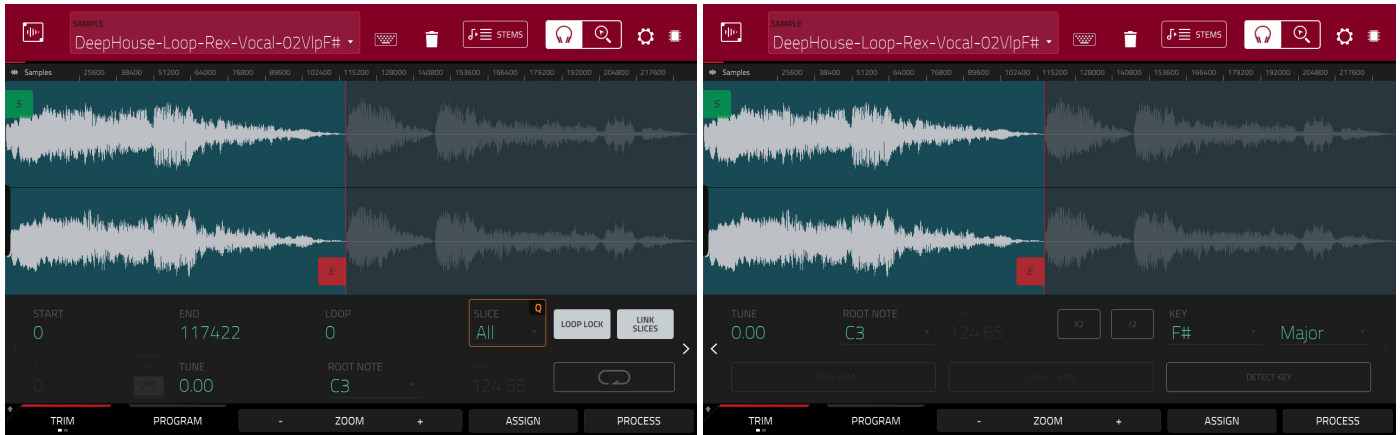 SAMPLE
DeepHouse-Loop-Rex-Vocal-02VlpF#
STEMS
Samples 25600 38400 51200 64000 76800 89600 102400 115200 128000 140800 153600 166400 179200 192000 204800 217600
S
E
START END LOOP SLICE Q
0 117422 0 All LOOP LOCK LINK SLICES
TUNE ROOT NOTE
0 0.00 C3 124.65
TRIM PROGRAM - ZOOM + ASSIGN PROCESS
SAMPLE
DeepHouse-Loop-Rex-Vocal-02VlpF#
STEMS
Samples 25600 38400 51200 64000 76800 89600 102400 115200 128000 140800 153600 166400 179200 192000 204800 217600
S
E
TUNE ROOT NOTE KEY
0.00 C3 124.65 X2 /2 F# Major
DETECT KEY
TRIM PROGRAM - ZOOM + ASSIGN PROCESS